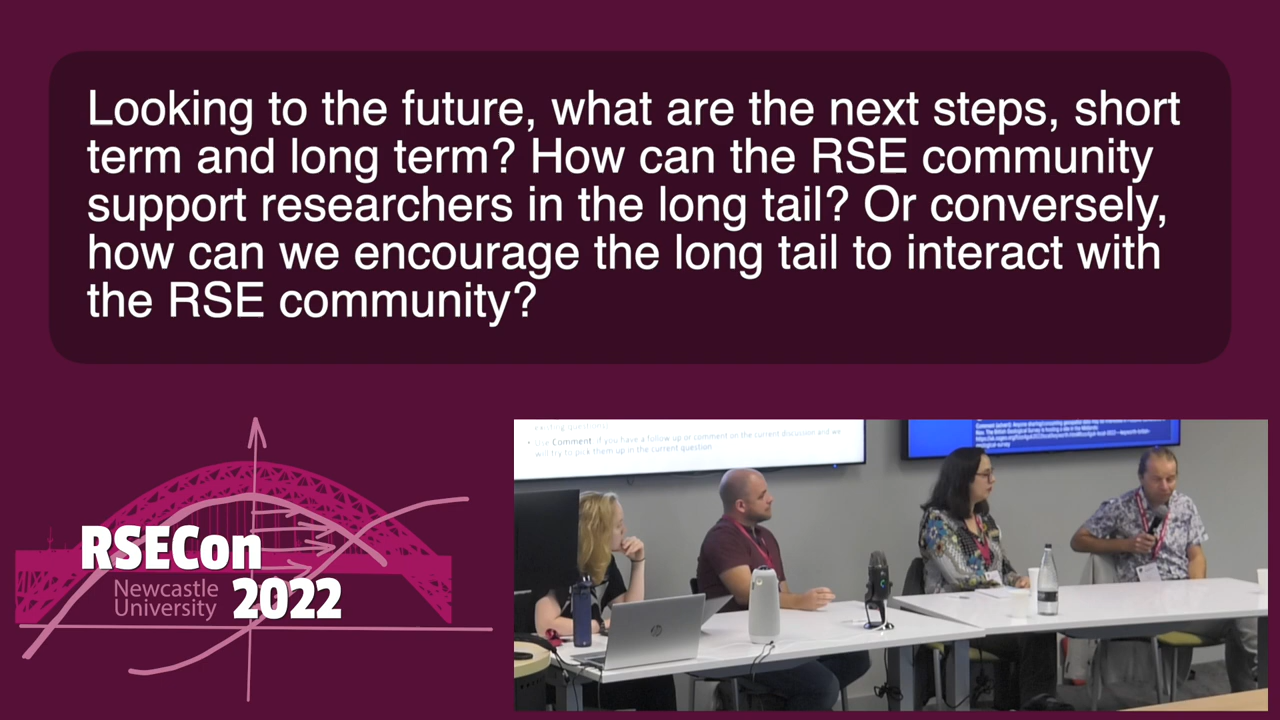 Looking to the future, what are the next steps, short
term and long term? How can the RSE community
support researchers in the long tail? Or conversely,
how can we encourage the long tail to interact with
the RSE community?
RSECon
Newcastle
University
2022
existing questions)
• Use Comment if you have a follow up or comment on the current discussion and we
will try to pick them up in the current question
hp